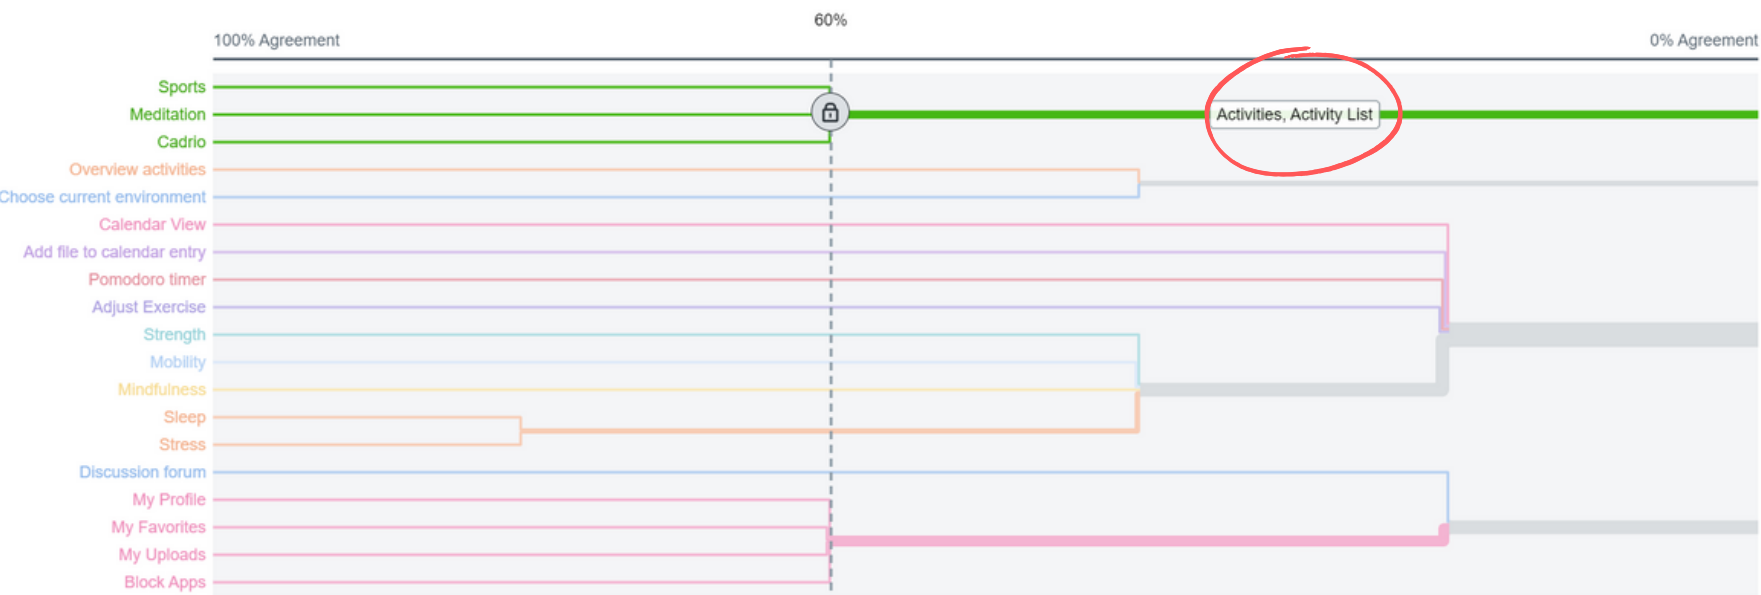 60%
100% Agreement
0% Agreement
Sports
Meditation
Activities, Activity List
Cadrio
Overview activities
Choose current environment
Calendar View
Add file to calendar entry
Pomodoro timer
Adjust Exercise
Strength
Mobility
Mindfulness
Sleep
Stress
Discussion forum
My Profile
My Favorites
My Uploads
Block Apps